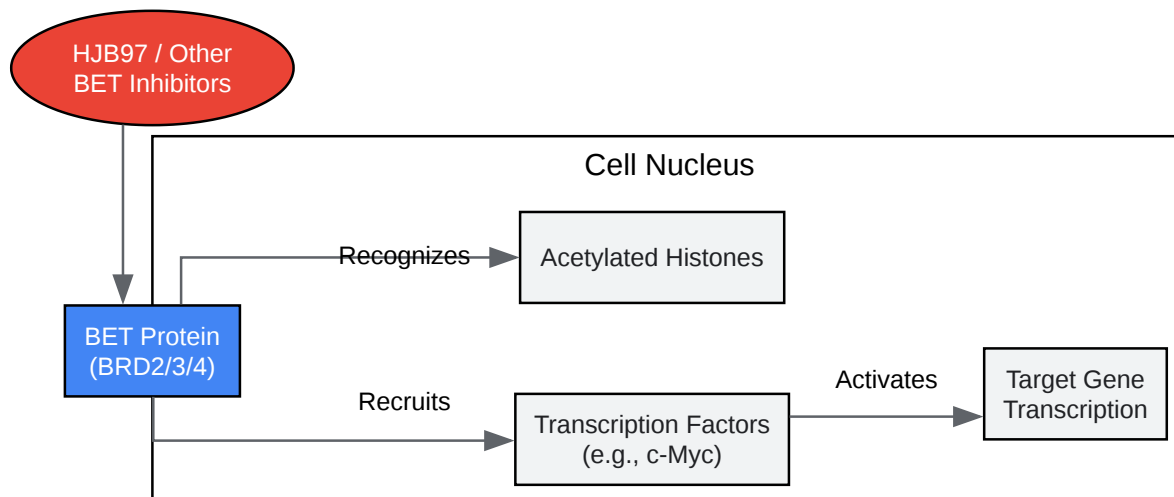 HJB97 / Other
BET Inhibitors
Cell Nucleus
Recognizes
Acetylated Histones
BET Protein
(BRD2/3/4)
Recruits
Transcription Factors
(e.g., c-Myc)
Activates
Target Gene
Transcription